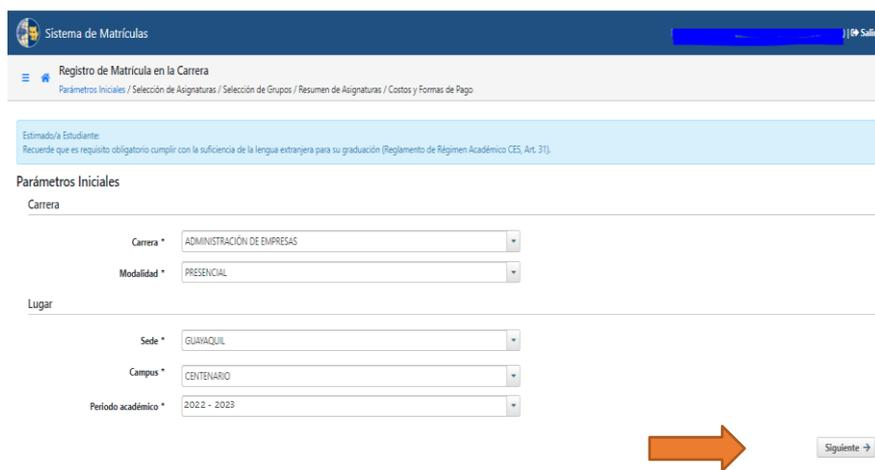 Sistema de Matrículas
Salir
Registro de Matrícula en la Carrera
Parámetros Iniciales / Selección de Asignaturas / Selección de Grupos / Resumen de Asignaturas / Costos y Formas de Pago
Estimado/a Estudiante:
Recuerde que es requisito obligatorio cumplir con la suficiencia de la lengua extranjera para su graduación (Reglamento de Régimen Académico CES, Art. 31).
Parámetros Iniciales
Carrera
Carrera * ADMINISTRACIÓN DE EMPRESAS
Modalidad * PRESENCIAL
Lugar
Sede * GUAYAQUIL
Campus * CENTENARIO
Periodo académico * 2022 - 2023
Siguiente →